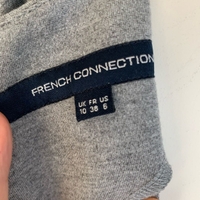 FRENCH CONNECTION
UK FR US
10 38 6